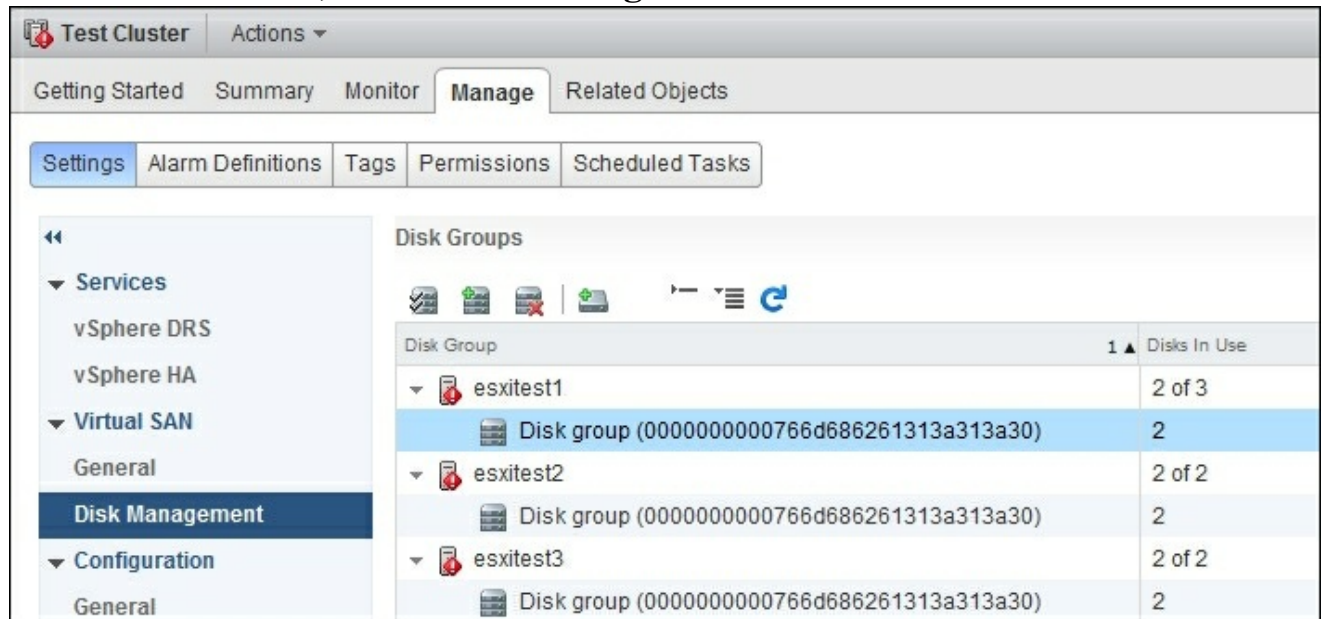 Test Cluster Actions
Getting Started Summary Monitor Manage Related Objects
Settings Alarm Definitions Tags Permissions Scheduled Tasks
Disk Groups
Services
vSphere DRS
vSphere HA
Virtual SAN
General
Disk Management
Configuration
General
Disk Group 1 Disks In Use
esxitest1 2 of 3
Disk group (0000000000766d686261313a313a30) 2
esxitest2 2 of 2
Disk group (0000000000766d686261313a313a30) 2
esxitest3 2 of 2
Disk group (0000000000766d686261313a313a30) 2